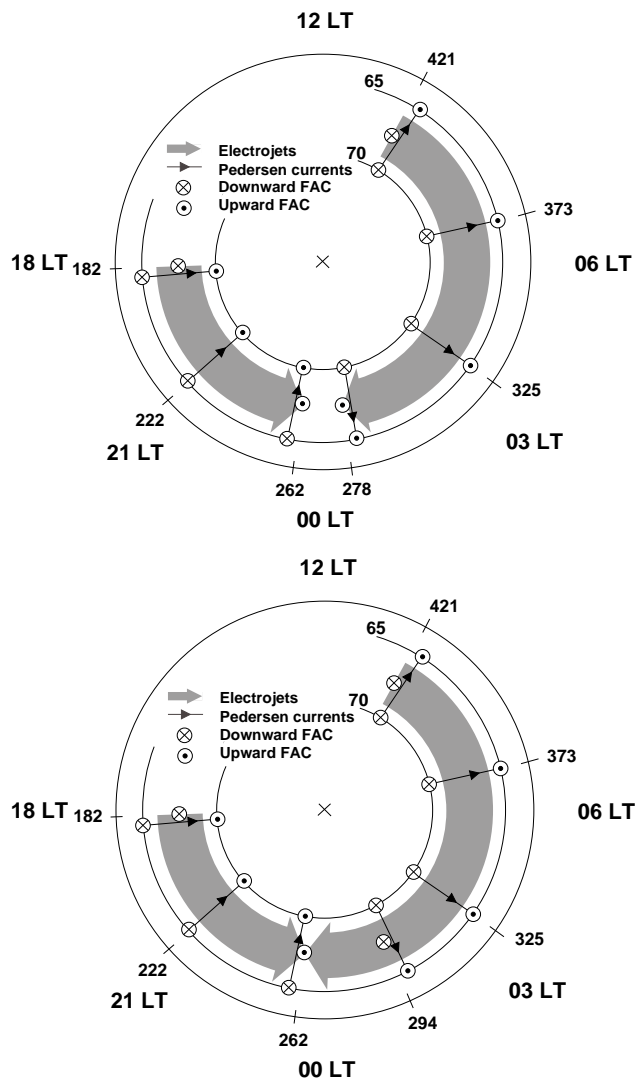 12 LT
421
65
Electrojets
70
Pedersen currents
Downward FAC
Upward FAC
373
18 LT
182
06 LT
325
222
21 LT
03 LT
262
278
00 LT
12 LT
421
65
70
Electrojets
Pedersen currents
Downward FAC
Upward FAC
373
18 LT
182
06 LT
325
222
21 LT
03 LT
294
262
00 LT